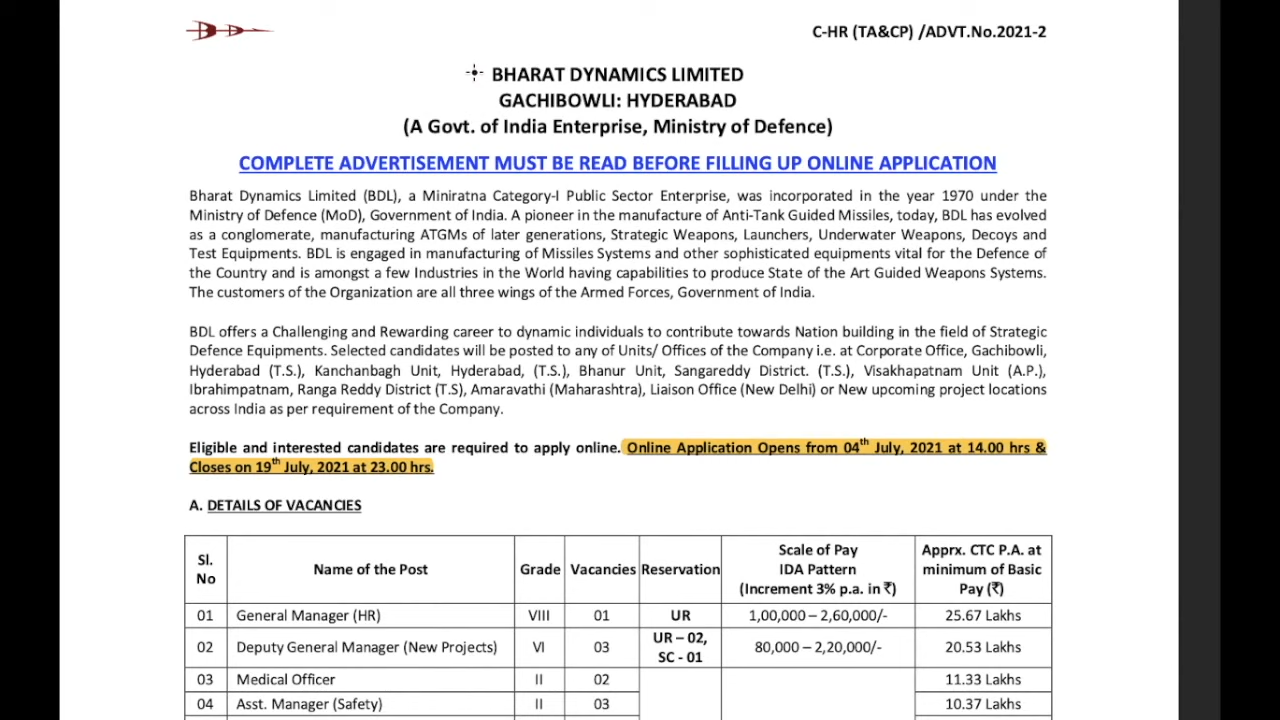 C-HR (TA&CP) /ADVT.No.2021-2
BHARAT DYNAMICS LIMITED
GACHIBOWLI: HYDERABAD
(A Govt. of India Enterprise, Ministry of Defence)
COMPLETE ADVERTISEMENT MUST BE READ BEFORE FILLING UP ONLINE APPLICATION
Bharat Dynamics Limited (BDL), a Miniratna Category-I Public Sector Enterprise, was incorporated in the year 1970 under the
Ministry of Defence (MoD), Government of India. A pioneer in the manufacture of Anti-Tank Guided Missiles, today, BDL has evolved
as a conglomerate, manufacturing ATGMs of later generations, Strategic Weapons, Launchers, Underwater Weapons, Decoys and
Test Equipments. BDL is engaged in manufacturing of Missiles Systems and other sophisticated equipments vital for the Defence of
the Country and is amongst a few Industries in the World having capabilities to produce State of the Art Guided Weapons Systems.
The customers of the Organization are all three wings of the Armed Forces, Government of India.
BDL offers a Challenging and Rewarding career to dynamic individuals to contribute towards Nation building in the field of Strategic
Defence Equipments. Selected candidates will be posted to any of Units/ Offices of the Company i.e. at Corporate Office, Gachibowli,
Hyderabad (T.S.), Kanchanbagh Unit, Hyderabad, (T.S.), Bhanur Unit, Sangareddy District. (T.S.), Visakhapatnam Unit (A.P.),
Ibrahimpatnam, Ranga Reddy District (T.S), Amaravathi (Maharashtra), Liaison Office (New Delhi) or New upcoming project locations
across India as per requirement of the Company.
Eligible and interested candidates are required to apply online. Online Application Opens from 04th July, 2021 at 14.00 hrs &
Closes on 19th July, 2021 at 23.00 hrs.
A. DETAILS OF VACANCIES
Sl. No Name of the Post Grade Vacancies Reservation Scale of Pay IDA Pattern (Increment 3% p.a. in ₹) Apprx. CTC P.A. at minimum of Basic Pay (₹)
01 General Manager (HR) VIII 01 UR 1,00,000 – 2,60,000/- 25.67 Lakhs
02 Deputy General Manager (New Projects) VI 03 UR – 02, SC - 01 80,000 – 2,20,000/- 20.53 Lakhs
03 Medical Officer II 02 11.33 Lakhs
04 Asst. Manager (Safety) II 03 10.37 Lakhs